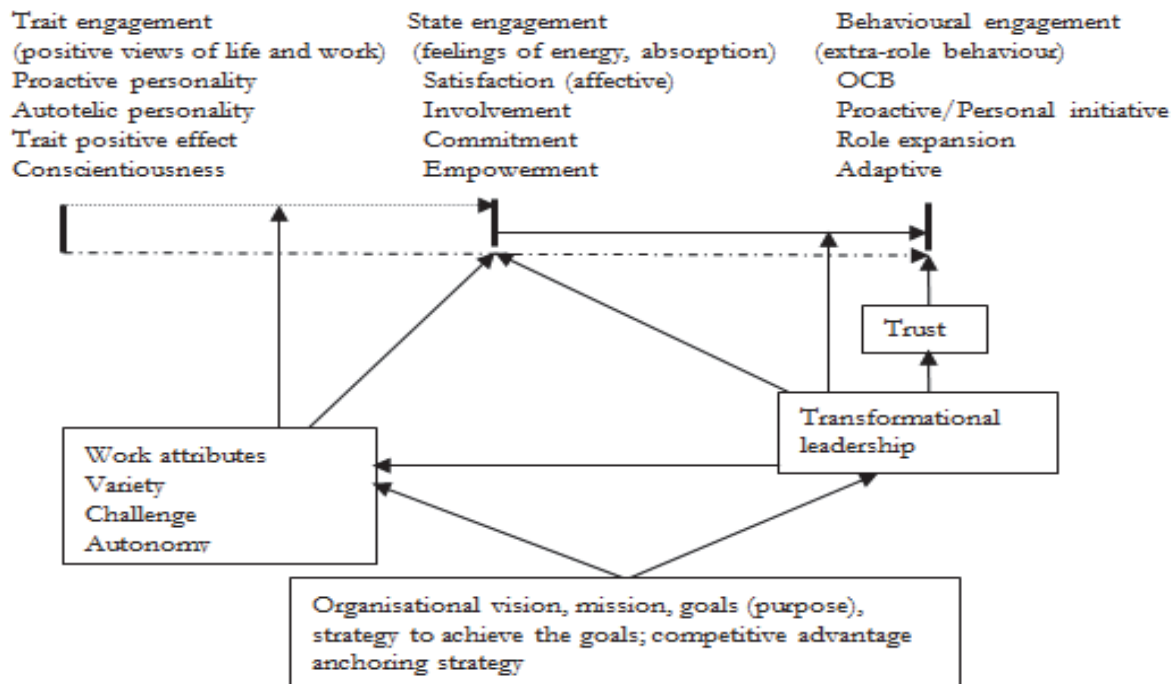 Trait engagement
(positive views of life and work)
Proactive personality
Autotelic personality
Trait positive effect
Conscientiousness
State engagement
(feelings of energy, absorption)
Satisfaction (affective)
Involvement
Commitment
Empowerment
Behavioural engagement
(extra-role behaviour)
OCB
Proactive/Personal initiative
Role expansion
Adaptive
Trust
Transformational
leadership
Work attributes
Variety
Challenge
Autonomy
Organisational vision, mission, goals (purpose),
strategy to achieve the goals; competitive advantage
anchoring strategy